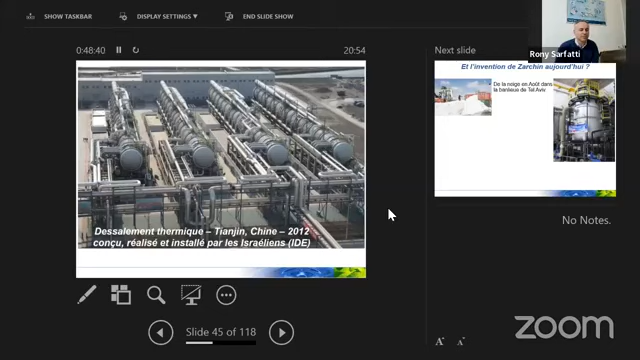 SHOW TASKBAR
DISPLAY SETTINGS ▼
END SLIDE SHOW
Rony Sarfatti
0:48:40
20:54
Next slide
Dessalement thermique – Tianjin, Chine – 2012
conçu, réalisé et installé par les Israéliens (IDE)
Et l'invention de Zarchin aujourd'hui ?
De la neige en Août dans
la banlieue de Tel Aviv
No Notes.
Slide 45 of 118
A A
zoom